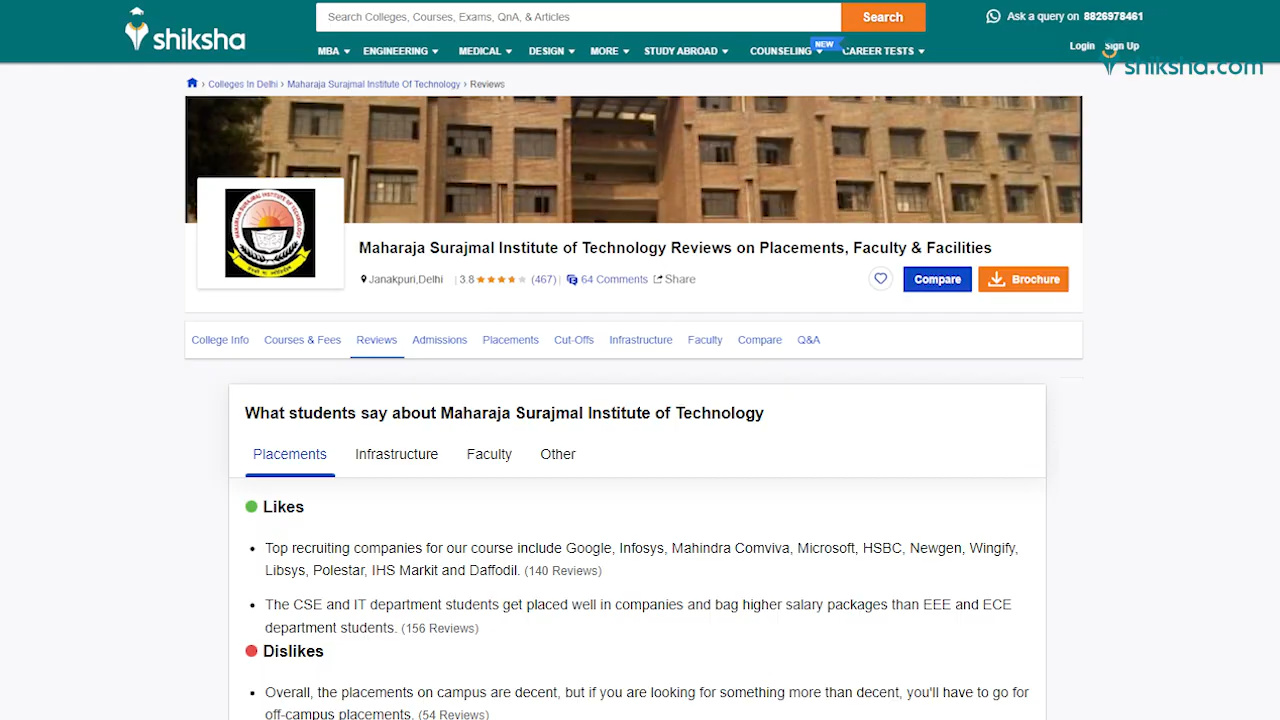 shiksha
Search Colleges, Courses, Exams, QnA, & Articles
Search
Ask a query on 8826978461
MBA
ENGINEERING
MEDICAL
DESIGN
MORE
STUDY ABROAD
COUNSELING
NEW
CAREER TESTS
Login
Sign Up
shiksha.com
› Colleges In Delhi › Maharaja Surajmal Institute Of Technology › Reviews
MAHARAJA SURAJMAL INSTITUTE OF TECHNOLOGY
Maharaja Surajmal Institute of Technology Reviews on Placements, Faculty & Facilities
Janakpuri,Delhi | 3.8 (467) | 64 Comments Share
Compare
Brochure
College Info
Courses & Fees
Reviews
Admissions
Placements
Cut-Offs
Infrastructure
Faculty
Compare
Q&A
What students say about Maharaja Surajmal Institute of Technology
Placements
Infrastructure
Faculty
Other
Likes
• Top recruiting companies for our course include Google, Infosys, Mahindra Comviva, Microsoft, HSBC, Newgen, Wingify,
Libsys, Polestar, IHS Markit and Daffodil. (140 Reviews)
• The CSE and IT department students get placed well in companies and bag higher salary packages than EEE and ECE
department students. (156 Reviews)
Dislikes
• Overall, the placements on campus are decent, but if you are looking for something more than decent, you'll have to go for
off-campus placements. (54 Reviews)